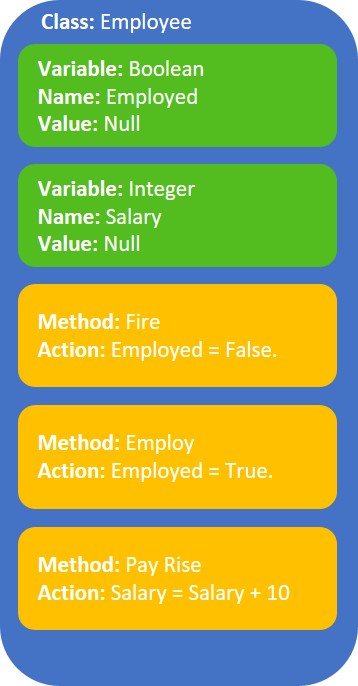 Class: Employee
Variable: Boolean
Name: Employed
Value: Null
Variable: Integer
Name: Salary
Value: Null
Method: Fire
Action: Employed = False.
Method: Employ
Action: Employed = True.
Method: Pay Rise
Action: Salary = Salary + 10